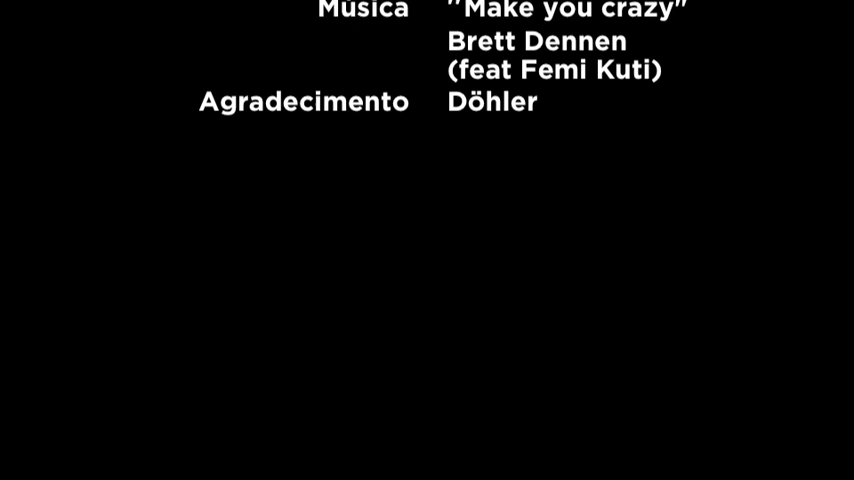 Música ''Make you crazy"
Brett Dennen
(feat Femi Kuti)
Agradecimento Döhler